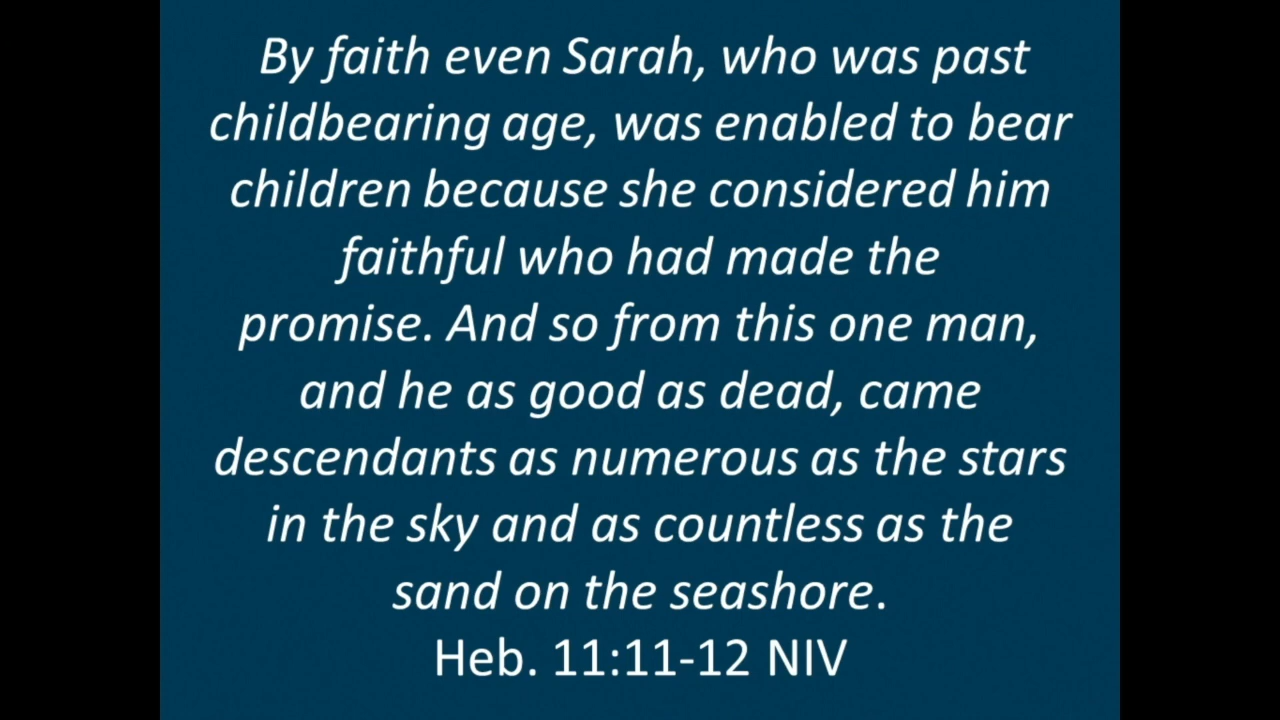 By faith even Sarah, who was past
childbearing age, was enabled to bear
children because she considered him
faithful who had made the
promise. And so from this one man,
and he as good as dead, came
descendants as numerous as the stars
in the sky and as countless as the
sand on the seashore.
Heb. 11:11-12 NIV